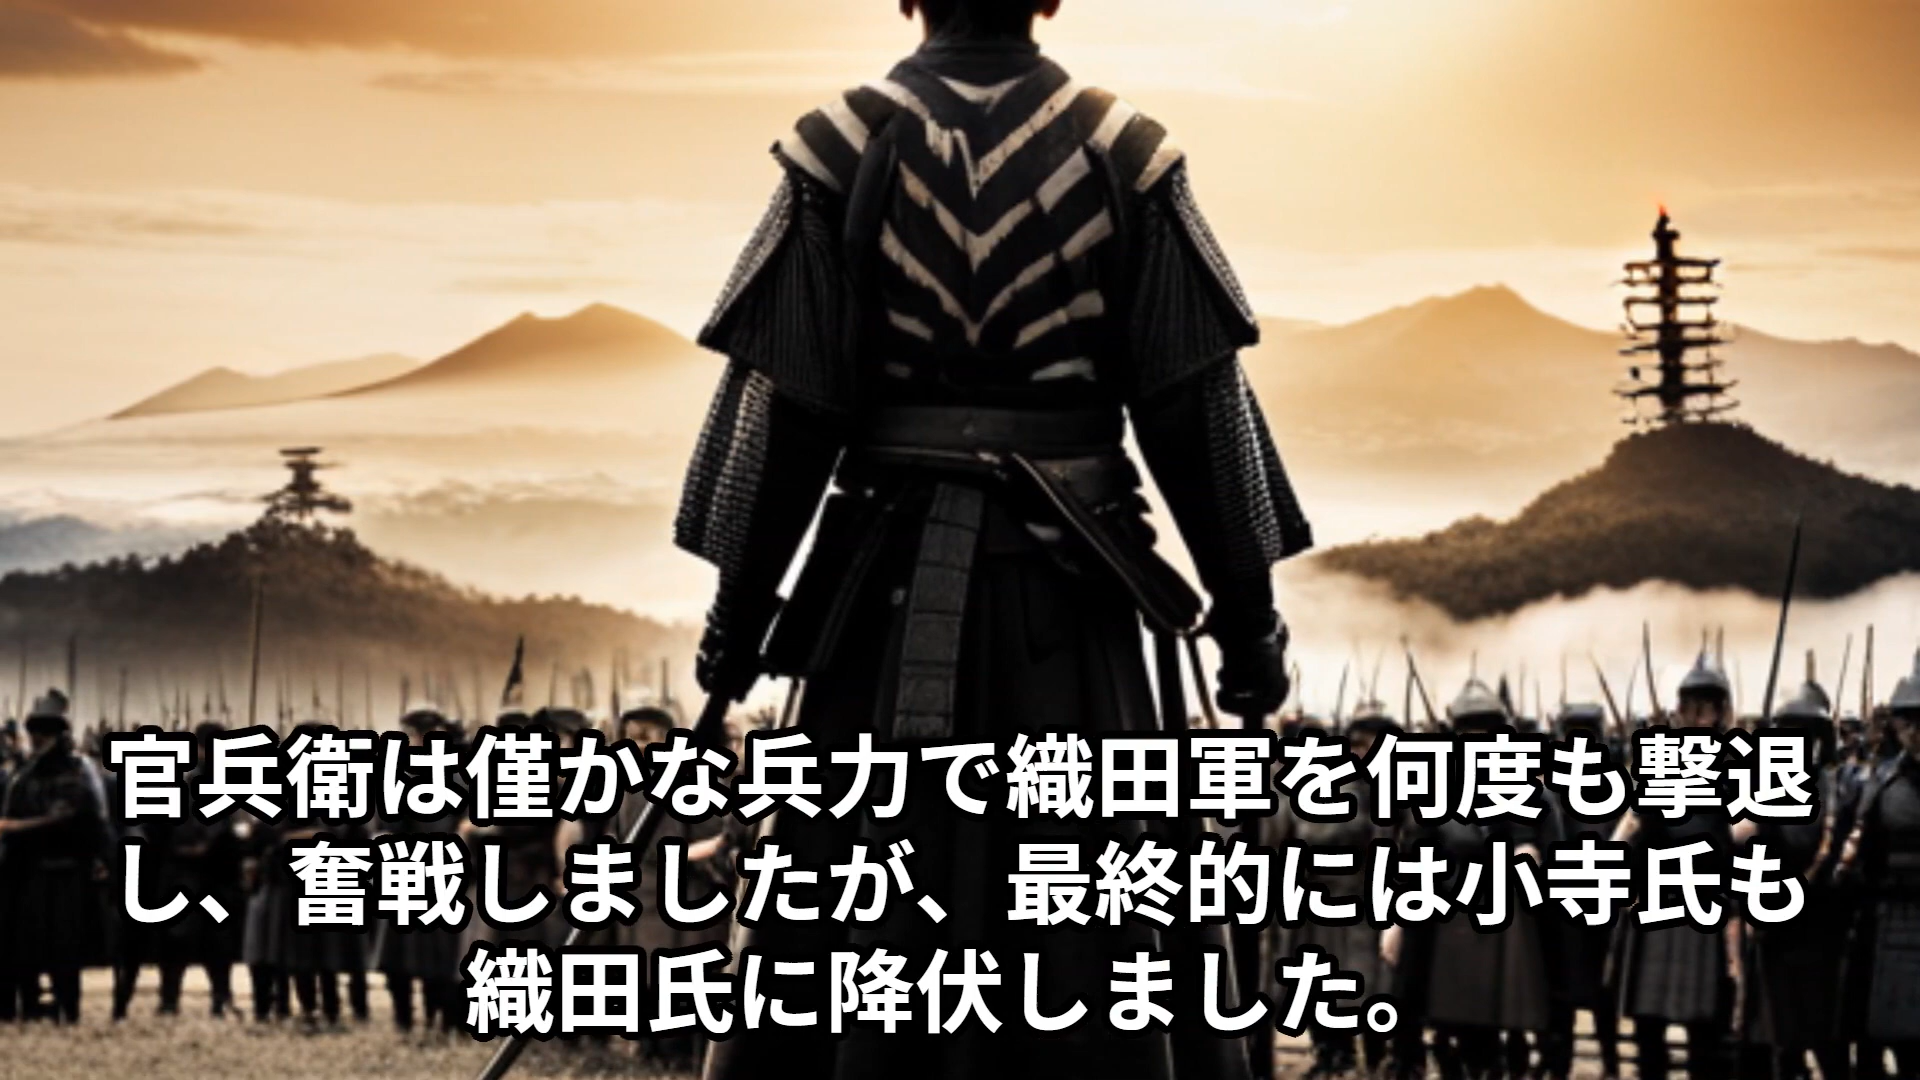 官兵衛は僅かな兵力で織田軍を何度も撃退
し、奮戦しましたが、最終的には小寺氏も
織田氏に降伏しました。